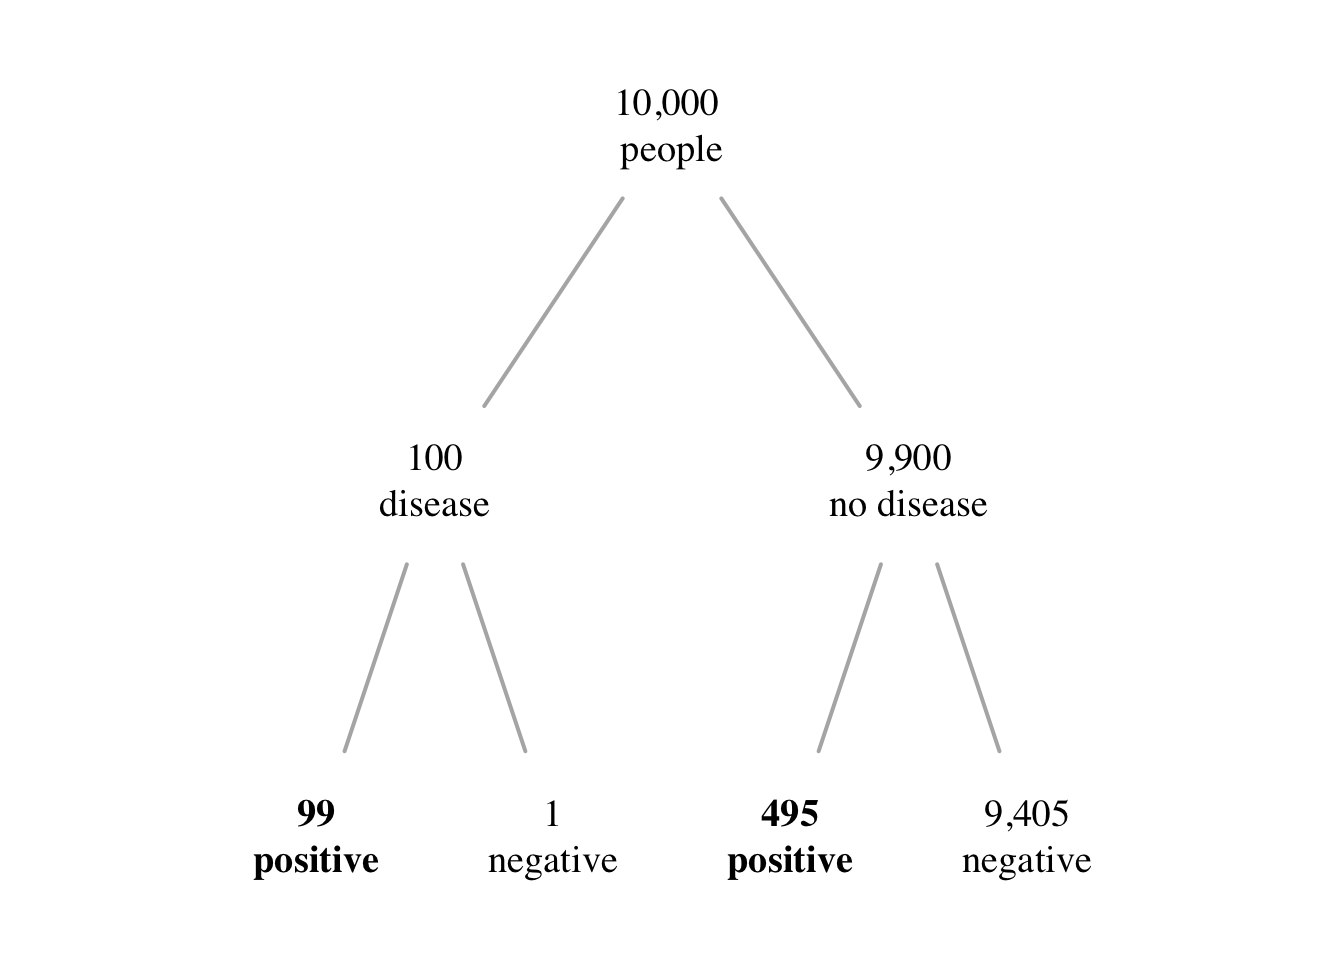 10,000
people
100
disease
9,900
no disease
99
positive
1
negative
495
positive
9,405
negative